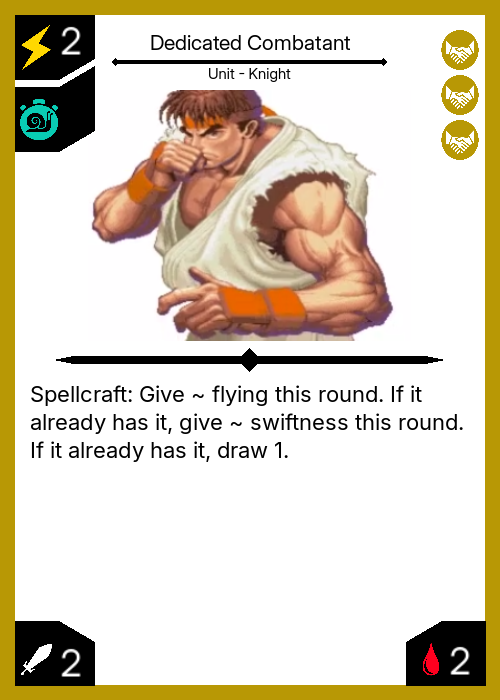 2
Dedicated Combatant
Unit - Knight
Spellcraft: Give ~ flying this round. If it
already has it, give ~ swiftness this round.
If it already has it, draw 1.
2
2